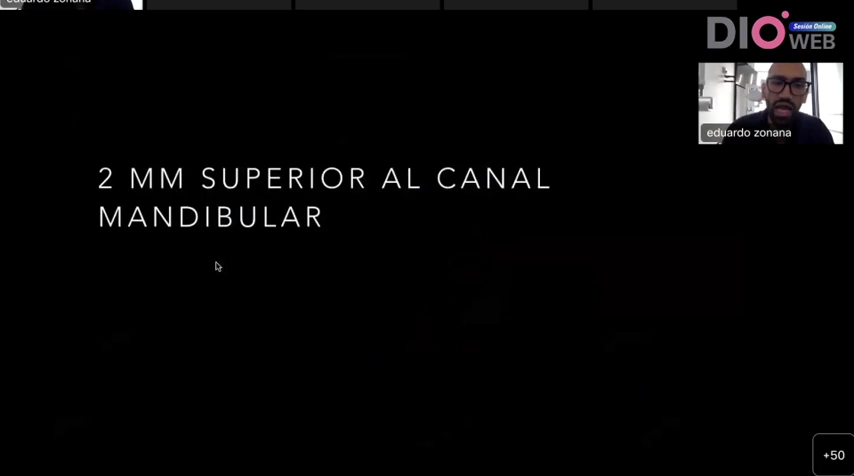 eduardo zonana
DIO
Sesión Online
WEB
eduardo zonana
2 MM SUPERIOR AL CANAL
MANDIBULAR
+50